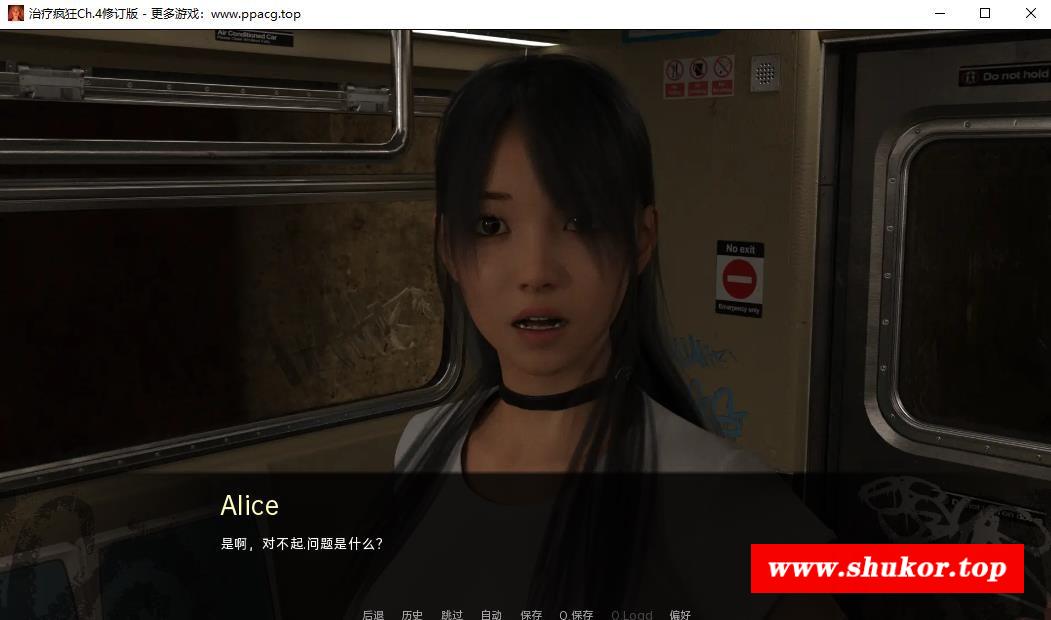 治疗疯狂Ch.4修订版 - 更多游戏：www.ppacg.top
Air Conditioned Car
Do not hold
No exit
Emergency only
Alice
是啊，对不起.问题是什么？
www.shukor.top
后退 历史 跳过 自动 保存 Q.保存 Q.Load 偏好